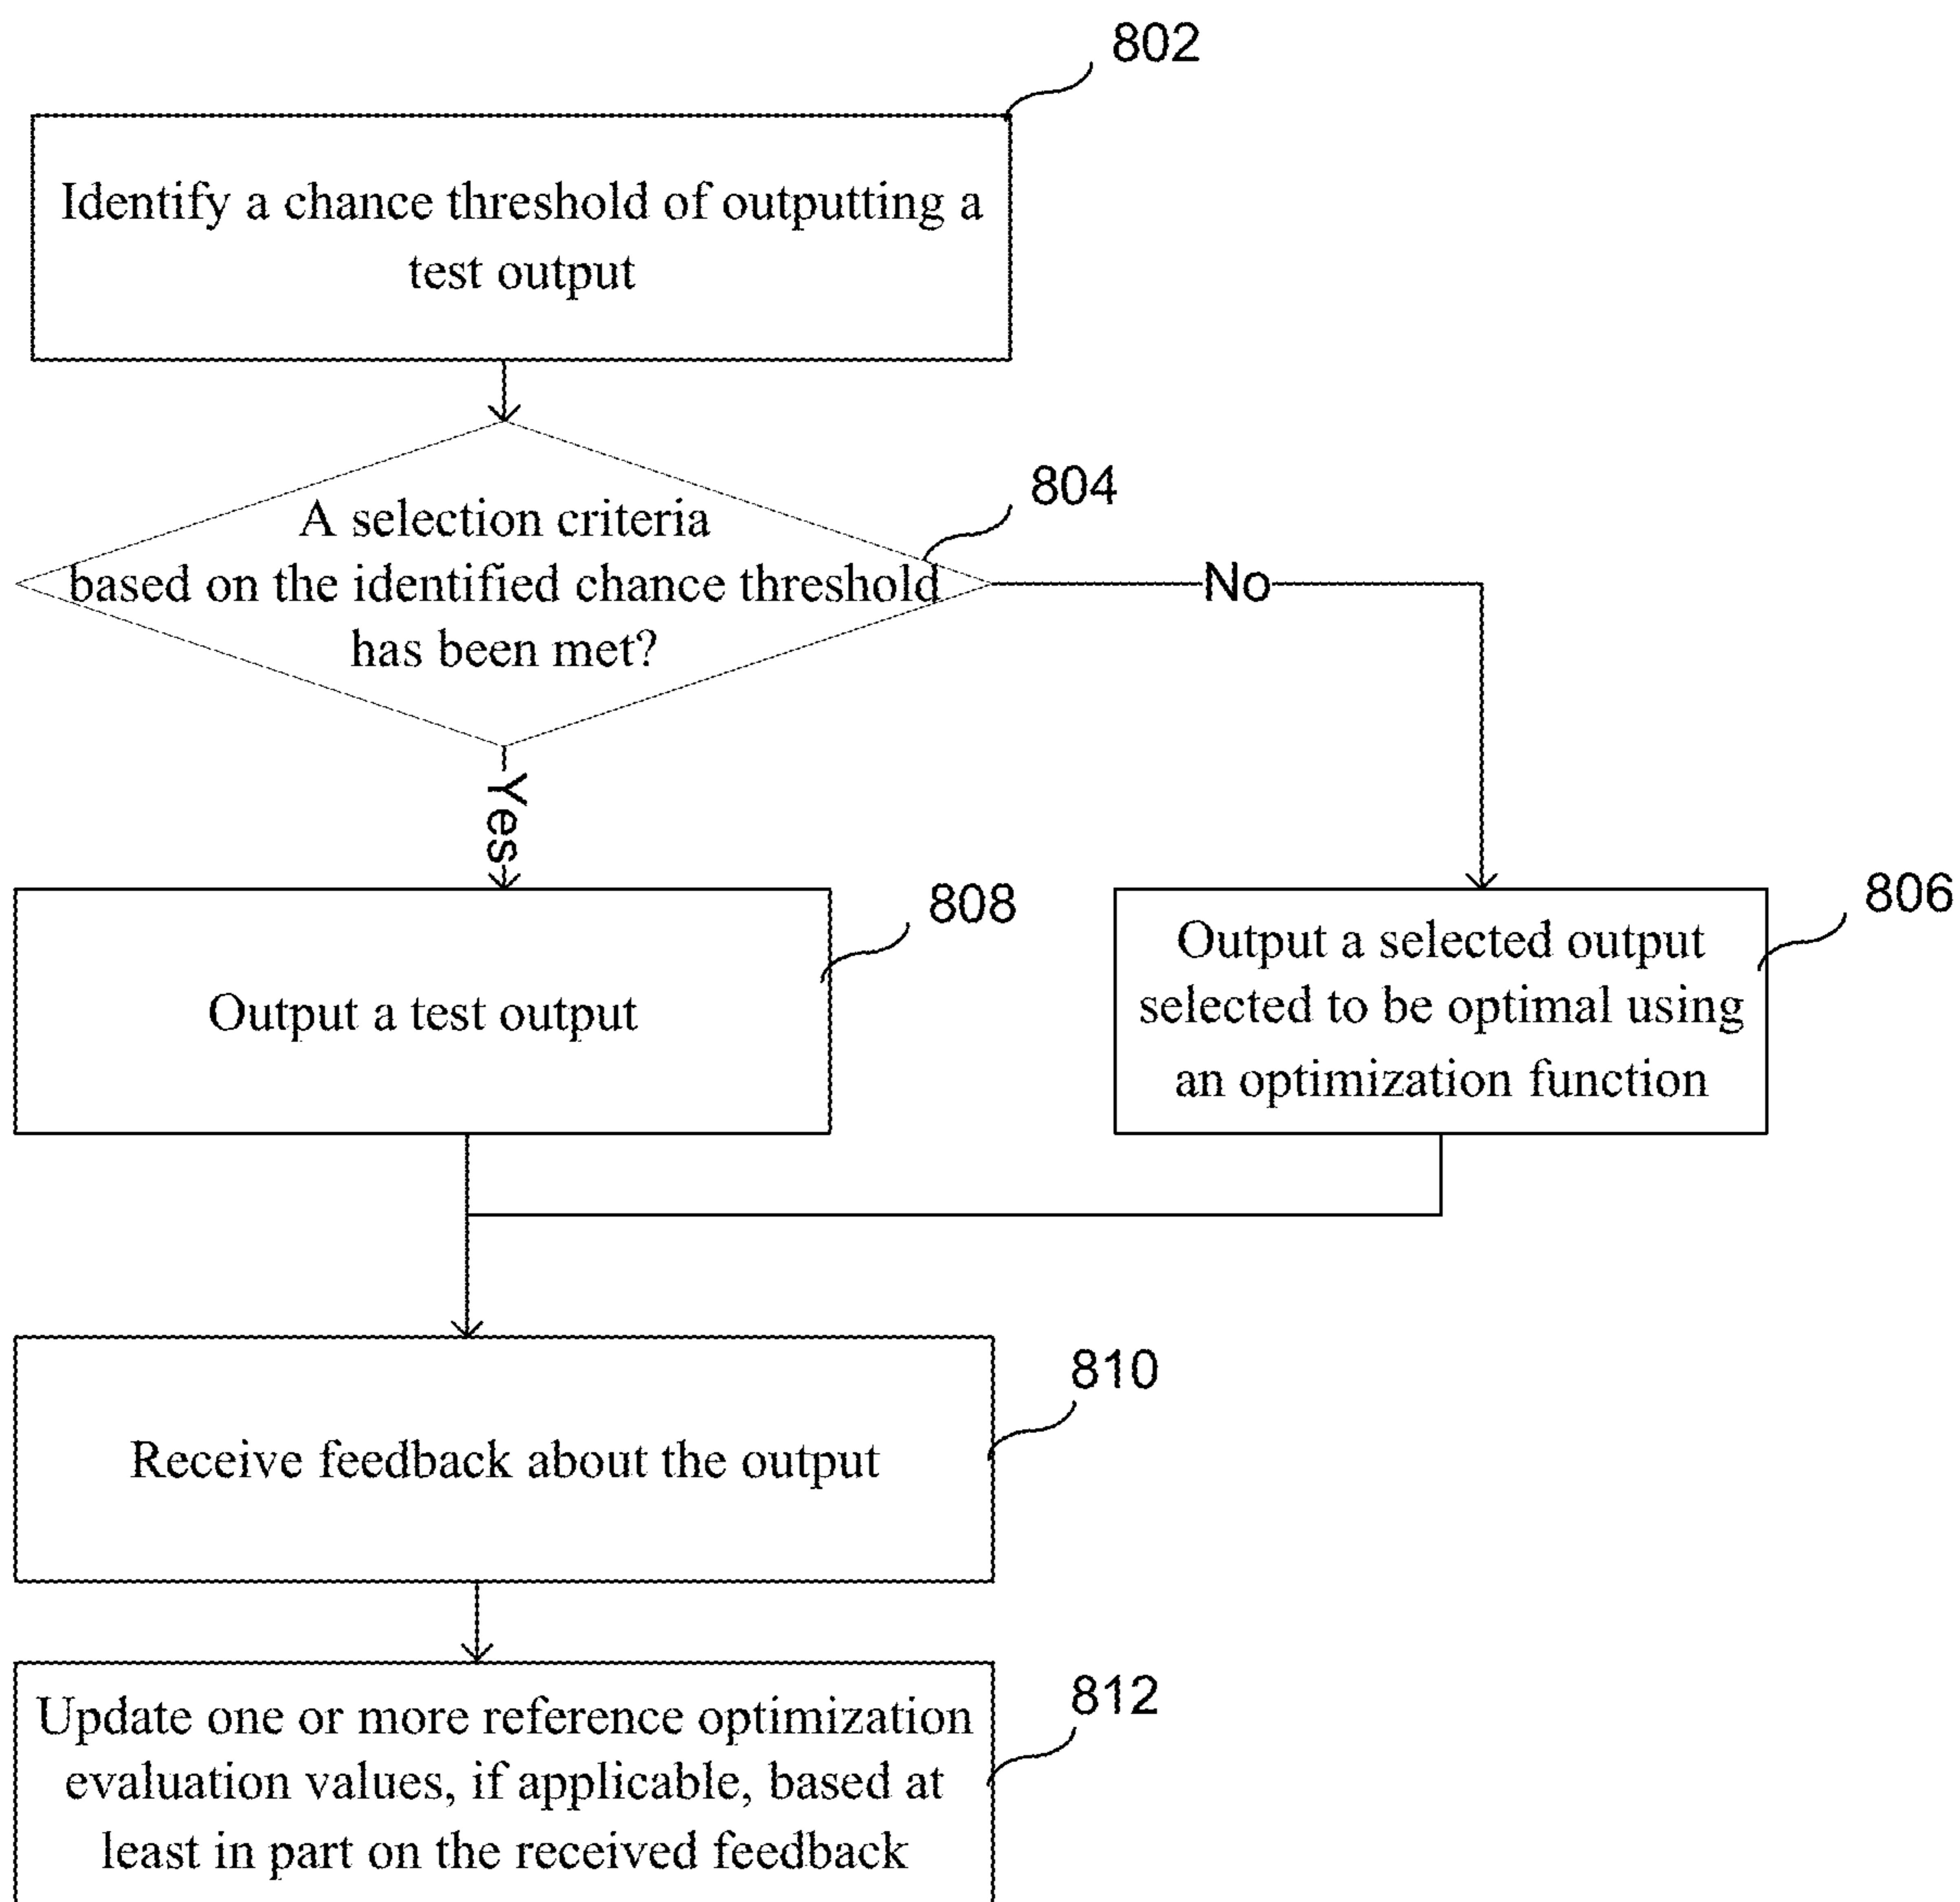 802
Identify a chance threshold of outputting a
test output
804
A selection criteria
based on the identified chance threshold
has been met?
No
Yes
808
Output a test output
806
Output a selected output
selected to be optimal using
an optimization function
810
Receive feedback about the output
812
Update one or more reference optimization
evaluation values, if applicable, based at
least in part on the received feedback